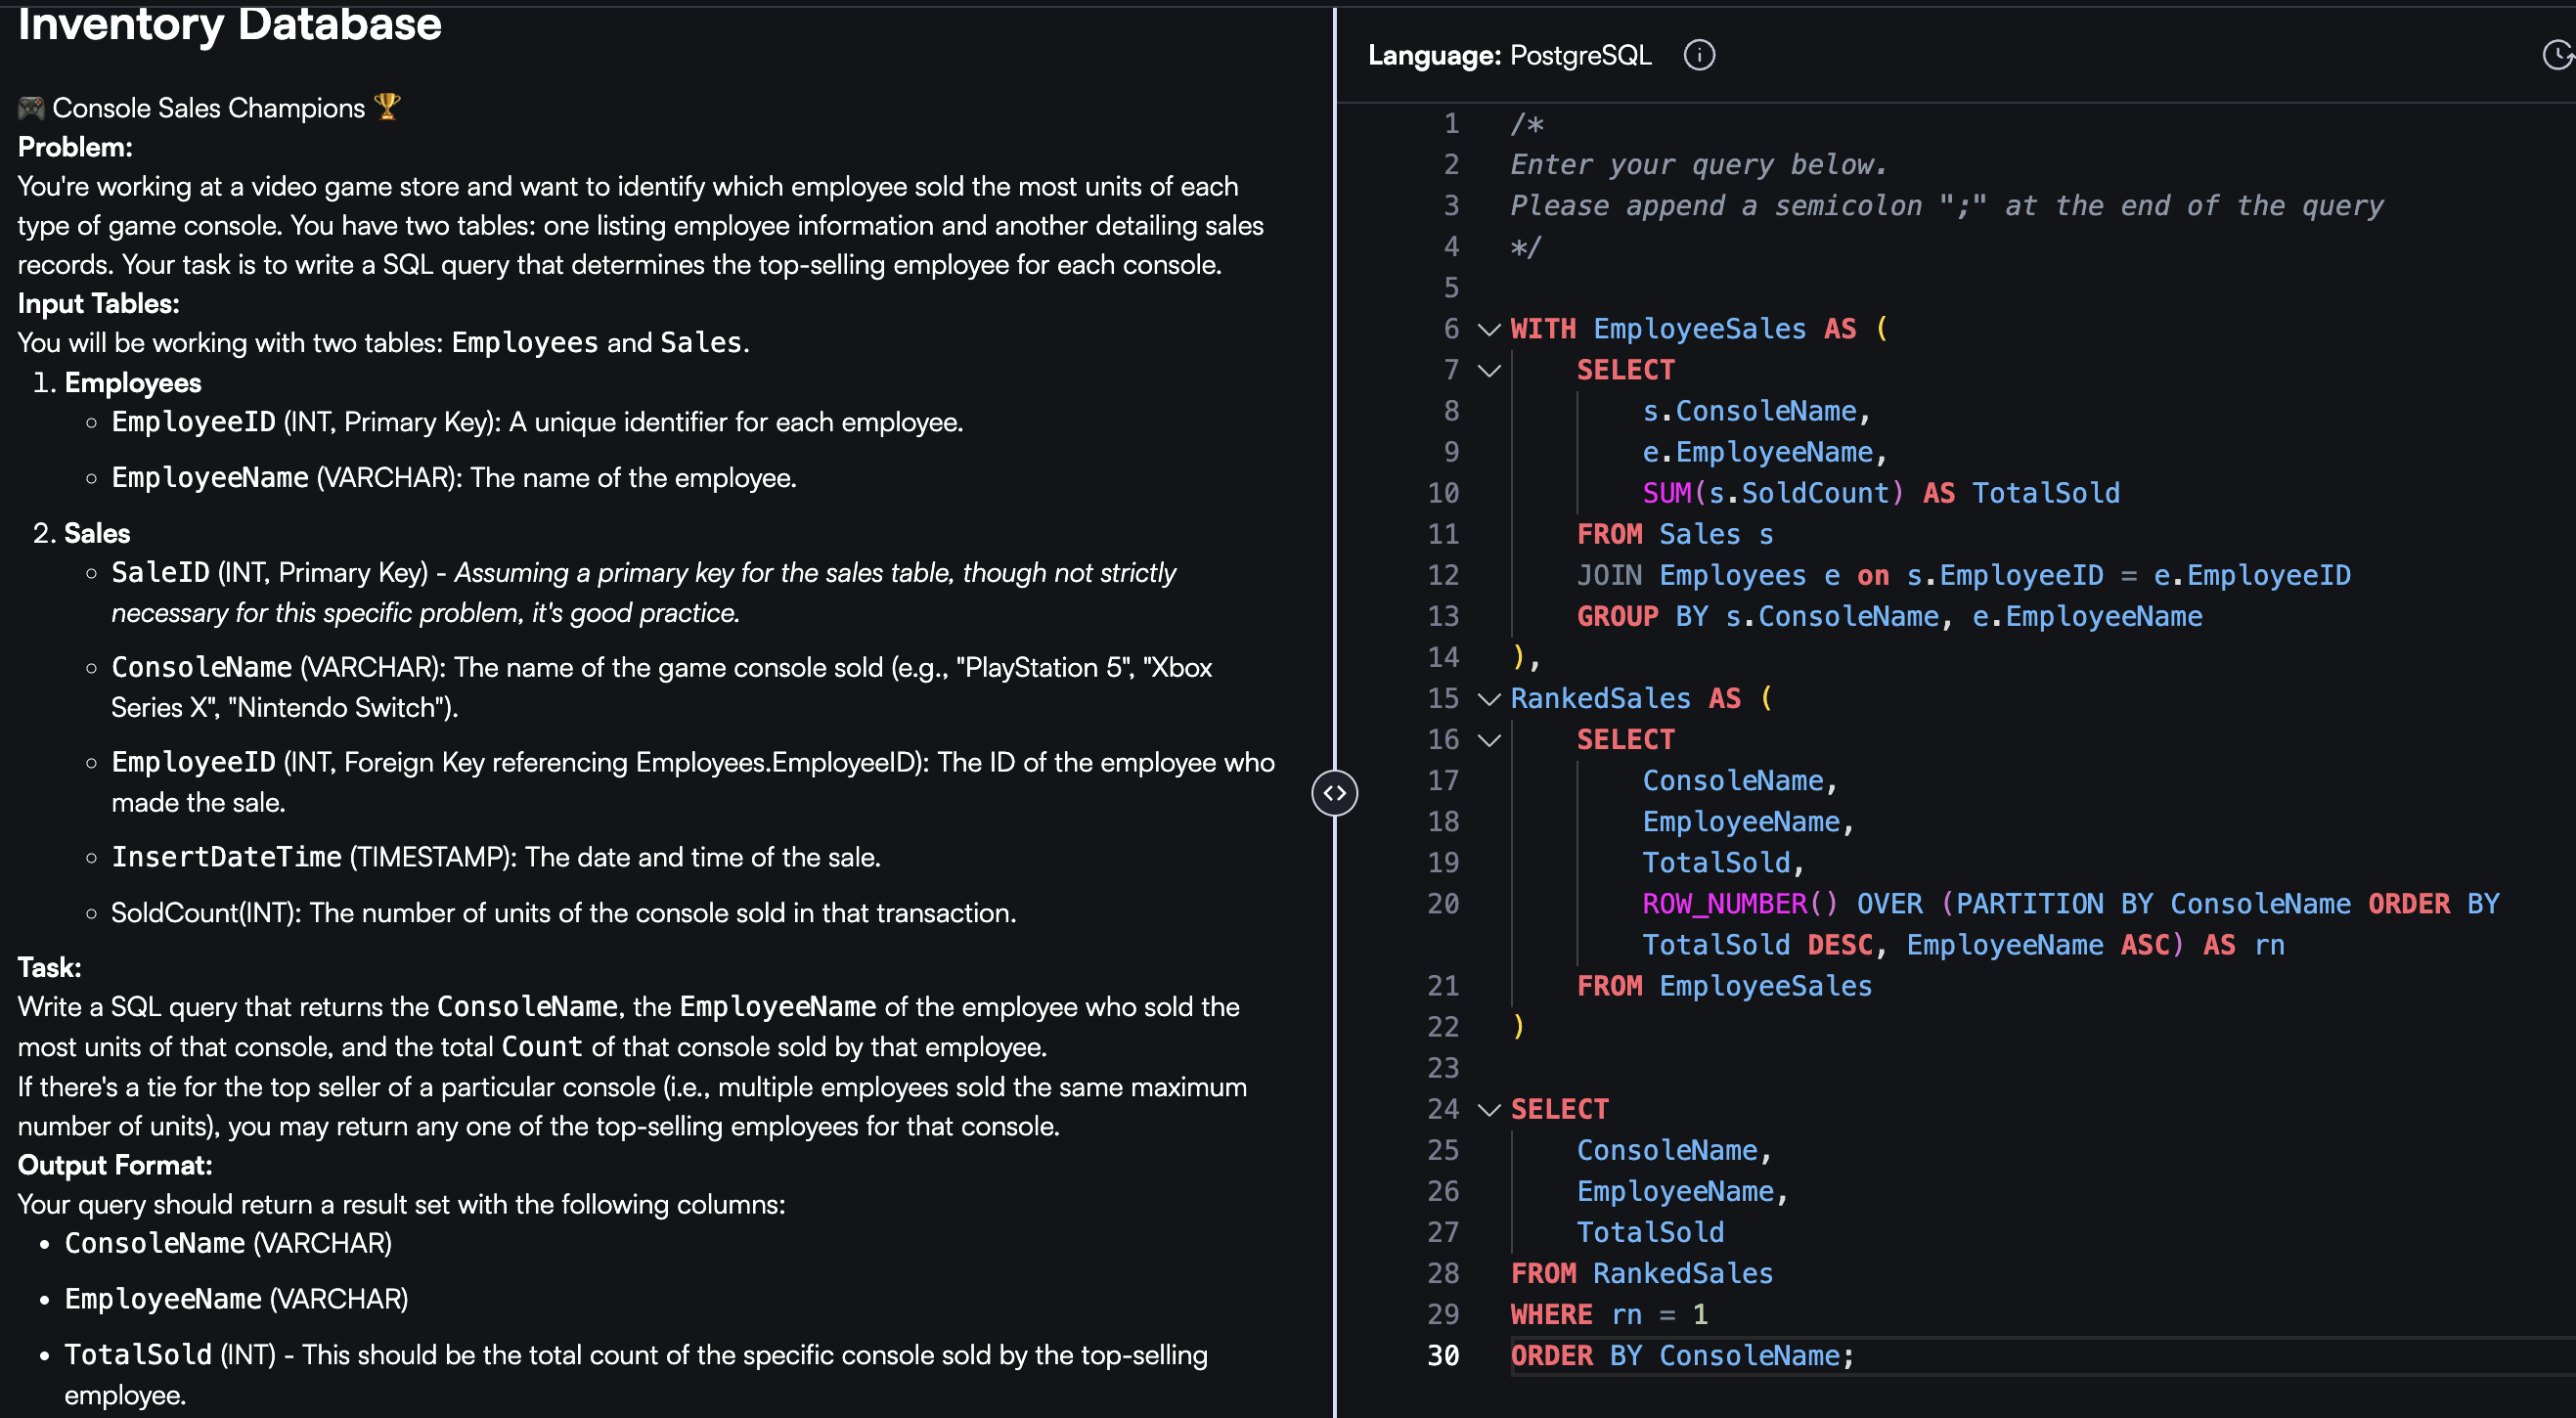 Inventory Database
🎮 Console Sales Champions 🏆
Problem:
You're working at a video game store and want to identify which employee sold the most units of each
type of game console. You have two tables: one listing employee information and another detailing sales
records. Your task is to write a SQL query that determines the top-selling employee for each console.
Input Tables:
You will be working with two tables: Employees and Sales.
1. Employees
○ EmployeeID (INT, Primary Key): A unique identifier for each employee.
○ EmployeeName (VARCHAR): The name of the employee.
2. Sales
○ SaleID (INT, Primary Key) - Assuming a primary key for the sales table, though not strictly
necessary for this specific problem, it's good practice.
○ ConsoleName (VARCHAR): The name of the game console sold (e.g., "PlayStation 5", "Xbox
Series X", "Nintendo Switch").
○ EmployeeID (INT, Foreign Key referencing Employees.EmployeeID): The ID of the employee who
made the sale.
○ InsertDateTime (TIMESTAMP): The date and time of the sale.
○ SoldCount(INT): The number of units of the console sold in that transaction.
Task:
Write a SQL query that returns the ConsoleName, the EmployeeName of the employee who sold the
most units of that console, and the total Count of that console sold by that employee.
If there's a tie for the top seller of a particular console (i.e., multiple employees sold the same maximum
number of units), you may return any one of the top-selling employees for that console.
Output Format:
Your query should return a result set with the following columns:
• ConsoleName (VARCHAR)
• EmployeeName (VARCHAR)
• TotalSold (INT) - This should be the total count of the specific console sold by the top-selling
employee.
Language: PostgreSQL
1 /*
2 Enter your query below.
3 Please append a semicolon ";" at the end of the query
4 */
5
6 WITH EmployeeSales AS (
7 SELECT
8 s.ConsoleName,
9 e.EmployeeName,
10 SUM(s.SoldCount) AS TotalSold
11 FROM Sales s
12 JOIN Employees e on s.EmployeeID = e.EmployeeID
13 GROUP BY s.ConsoleName, e.EmployeeName
14 ),
15 RankedSales AS (
16 SELECT
17 ConsoleName,
18 EmployeeName,
19 TotalSold,
20 ROW_NUMBER() OVER (PARTITION BY ConsoleName ORDER BY
TotalSold DESC, EmployeeName ASC) AS rn
21 FROM EmployeeSales
22 )
23
24 SELECT
25 ConsoleName,
26 EmployeeName,
27 TotalSold
28 FROM RankedSales
29 WHERE rn = 1
30 ORDER BY ConsoleName;